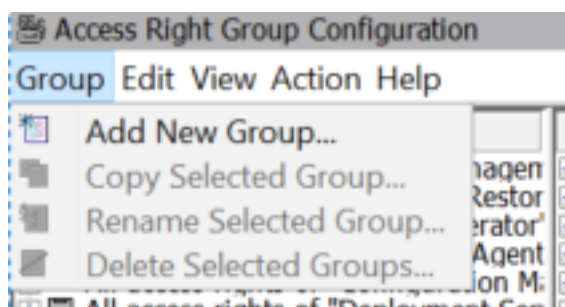 Access Right Group Configuration
Group Edit View Action Help
Add New Group...
Copy Selected Group...
Rename Selected Group...
Delete Selected Groups...
All access rights of "Deployment